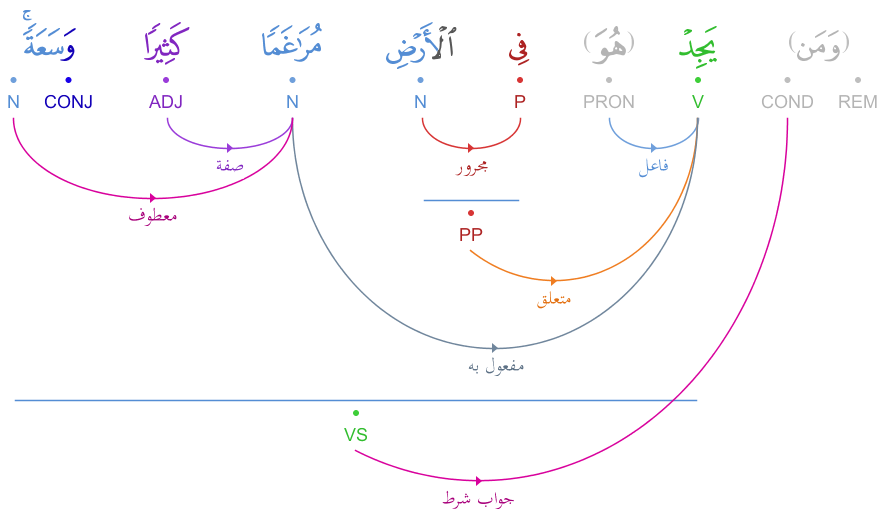 (وَمَن) يَجِدْ (هُوَ) فِى ٱلْأَرْضِ مُرَٰغَمًا كَثِيرًا وَسَعَةً ۚ
REM COND V PRON P N N ADJ CONJ N
فاعل مجرور صفة
معطوف
PP
متعلق
مفعول به
VS
جواب شرط